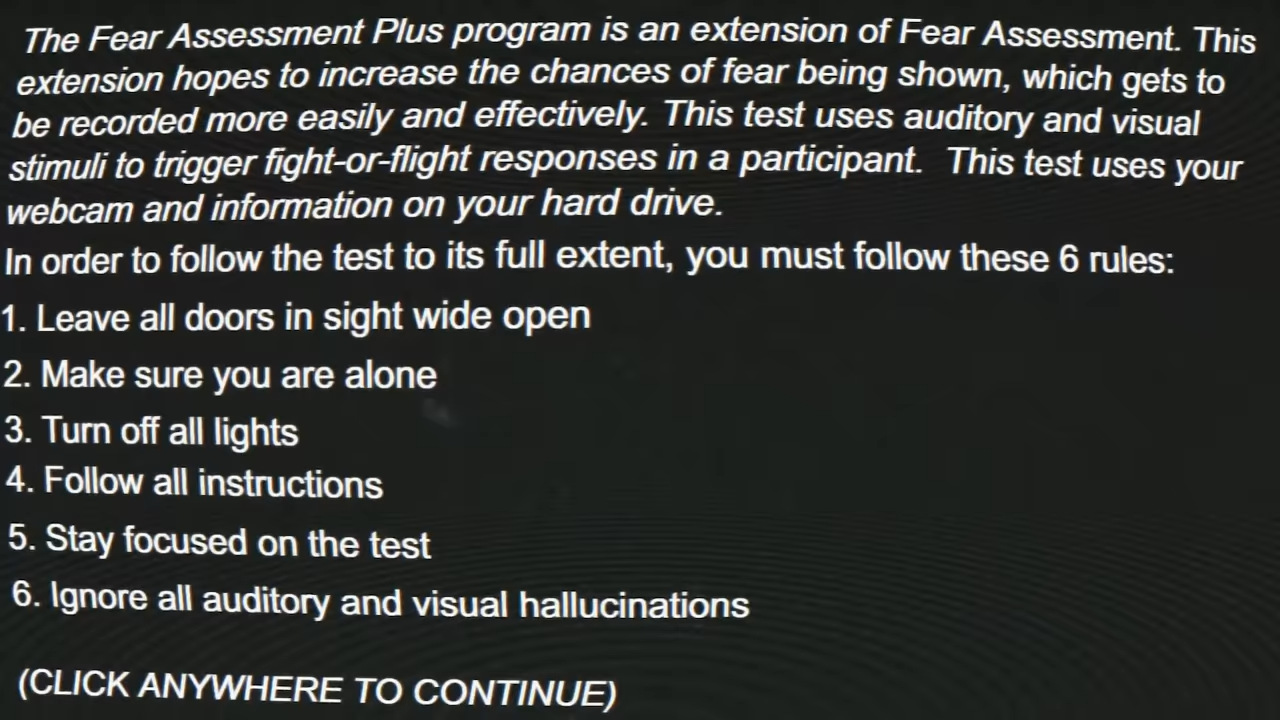 The Fear Assessment Plus program is an extension of Fear Assessment. This
extension hopes to increase the chances of fear being shown, which gets to
be recorded more easily and effectively. This test uses auditory and visual
stimuli to trigger fight-or-flight responses in a participant. This test uses your
webcam and information on your hard drive.
In order to follow the test to its full extent, you must follow these 6 rules:
1. Leave all doors in sight wide open
2. Make sure you are alone
3. Turn off all lights
4. Follow all instructions
5. Stay focused on the test
6. Ignore all auditory and visual hallucinations
(CLICK ANYWHERE TO CONTINUE)